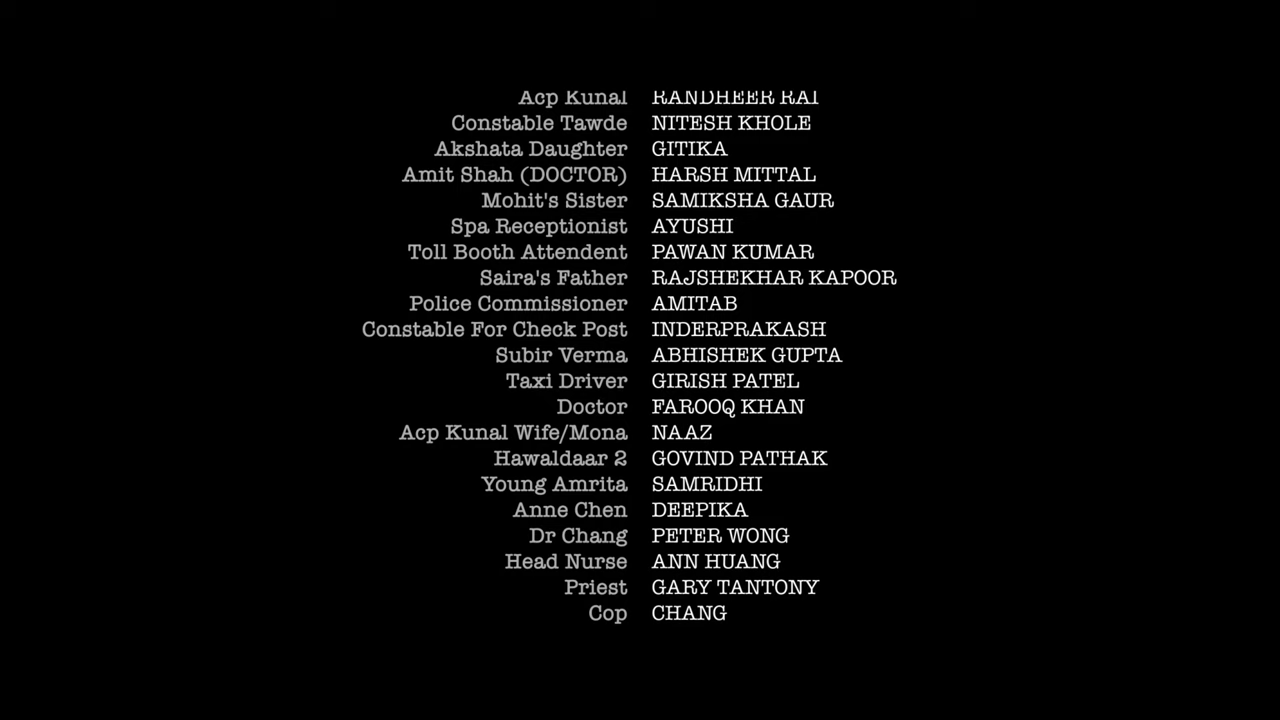 Acp Kunal RANDHEER RAI
Constable Tawde NITESH KHOLE
Akshata Daughter GITIKA
Amit Shah (DOCTOR) HARSH MITTAL
Mohit's Sister SAMIKSHA GAUR
Spa Receptionist AYUSHI
Toll Booth Attendent PAWAN KUMAR
Saira's Father RAJSHEKHAR KAPOOR
Police Commissioner AMITAB
Constable For Check Post INDERPRAKASH
Subir Verma ABHISHEK GUPTA
Taxi Driver GIRISH PATEL
Doctor FAROOQ KHAN
Acp Kunal Wife/Mona NAAZ
Hawaldaar 2 GOVIND PATHAK
Young Amrita SAMRIDHI
Anne Chen DEEPIKA
Dr Chang PETER WONG
Head Nurse ANN HUANG
Priest GARY TANTONY
Cop CHANG